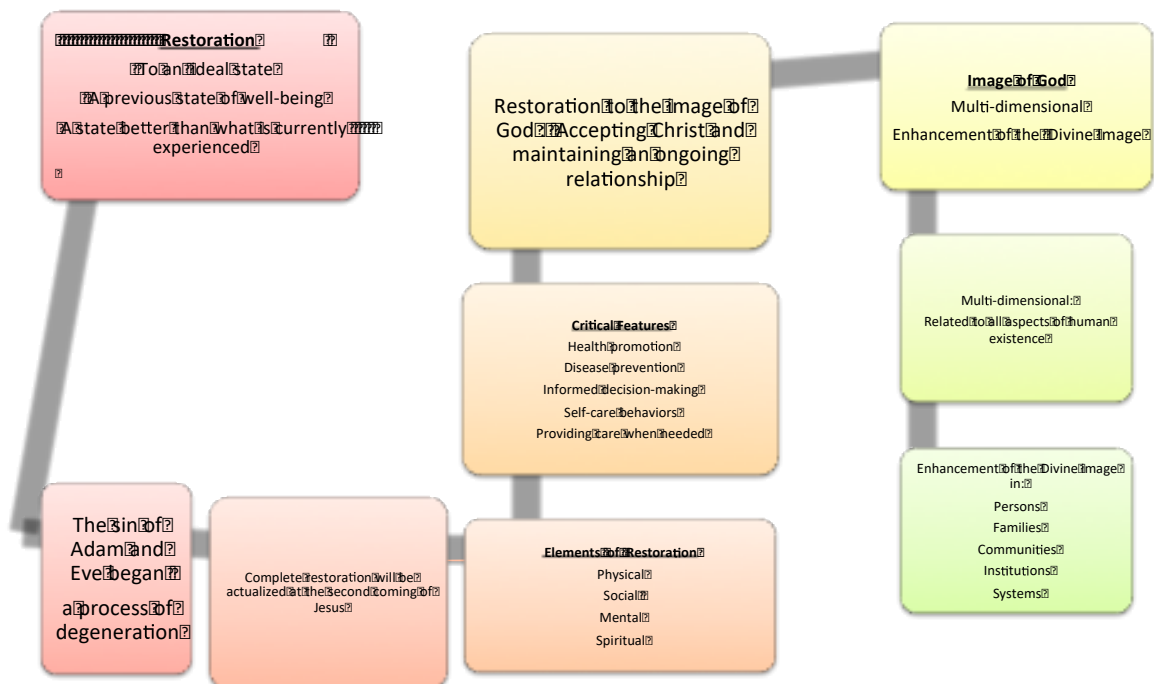 Restoration
To an ideal state
A previous state of well-being
A state better than what is currently
experienced
The sin of
Adam and
Eve began
a process of
degeneration
Complete restoration will be
actualized at the second coming of
Jesus
Elements of Restoration
Physical
Social
Mental
Spiritual
Critical Features
Health promotion
Disease prevention
Informed decision-making
Self-care behaviors
Providing care when needed
Restoration to the image of
God Accepting Christ and
maintaining an ongoing
relationship
Image of God
Multi-dimensional
Enhancement of the Divine Image
Multi-dimensional:
Related to all aspects of human
existence
Enhancement of the Divine Image
in:
Persons
Families
Communities
Institutions
Systems